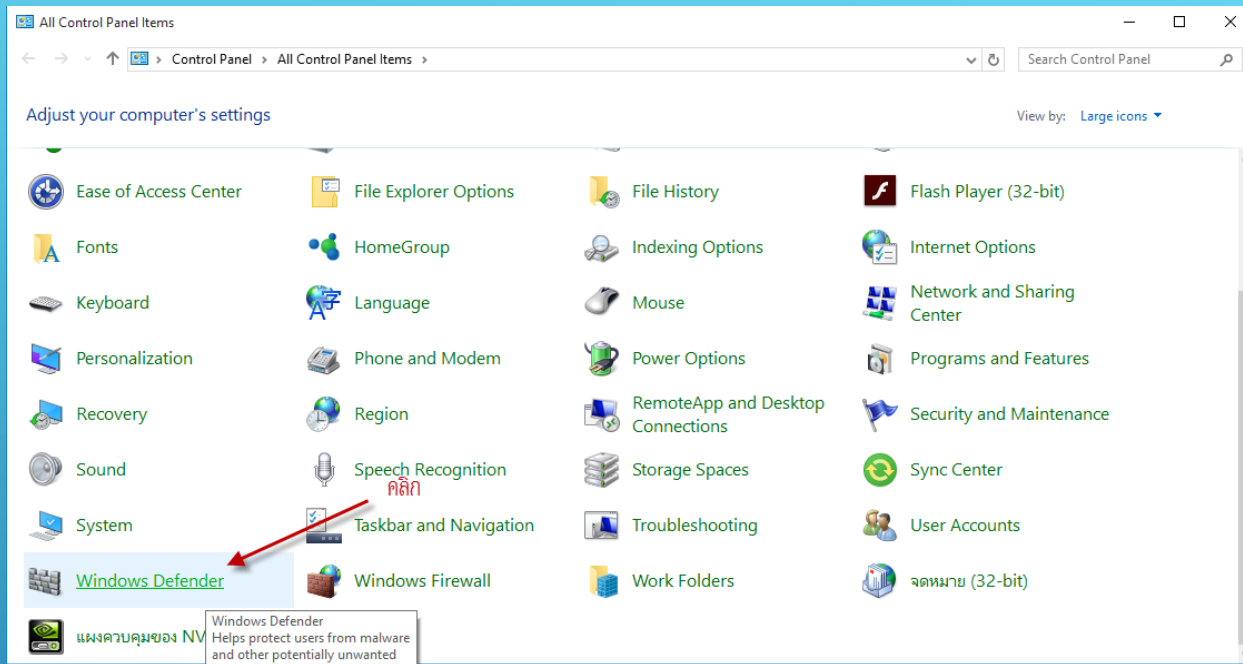 All Control Panel Items
Control Panel > All Control Panel Items >
Search Control Panel
Adjust your computer's settings
View by: Large icons
Ease of Access Center
File Explorer Options
File History
Flash Player (32-bit)
Fonts
HomeGroup
Indexing Options
Internet Options
Keyboard
Language
Mouse
Network and Sharing
Center
Personalization
Phone and Modem
Power Options
Programs and Features
Recovery
Region
RemoteApp and Desktop
Connections
Security and Maintenance
Sound
Speech Recognition
Storage Spaces
Sync Center
คลิก
System
Taskbar and Navigation
Troubleshooting
User Accounts
Windows Defender
Windows Firewall
Work Folders
จดหมาย (32-bit)
แผงควบคุมของ NV
Windows Defender
Helps protect users from malware
and other potentially unwanted